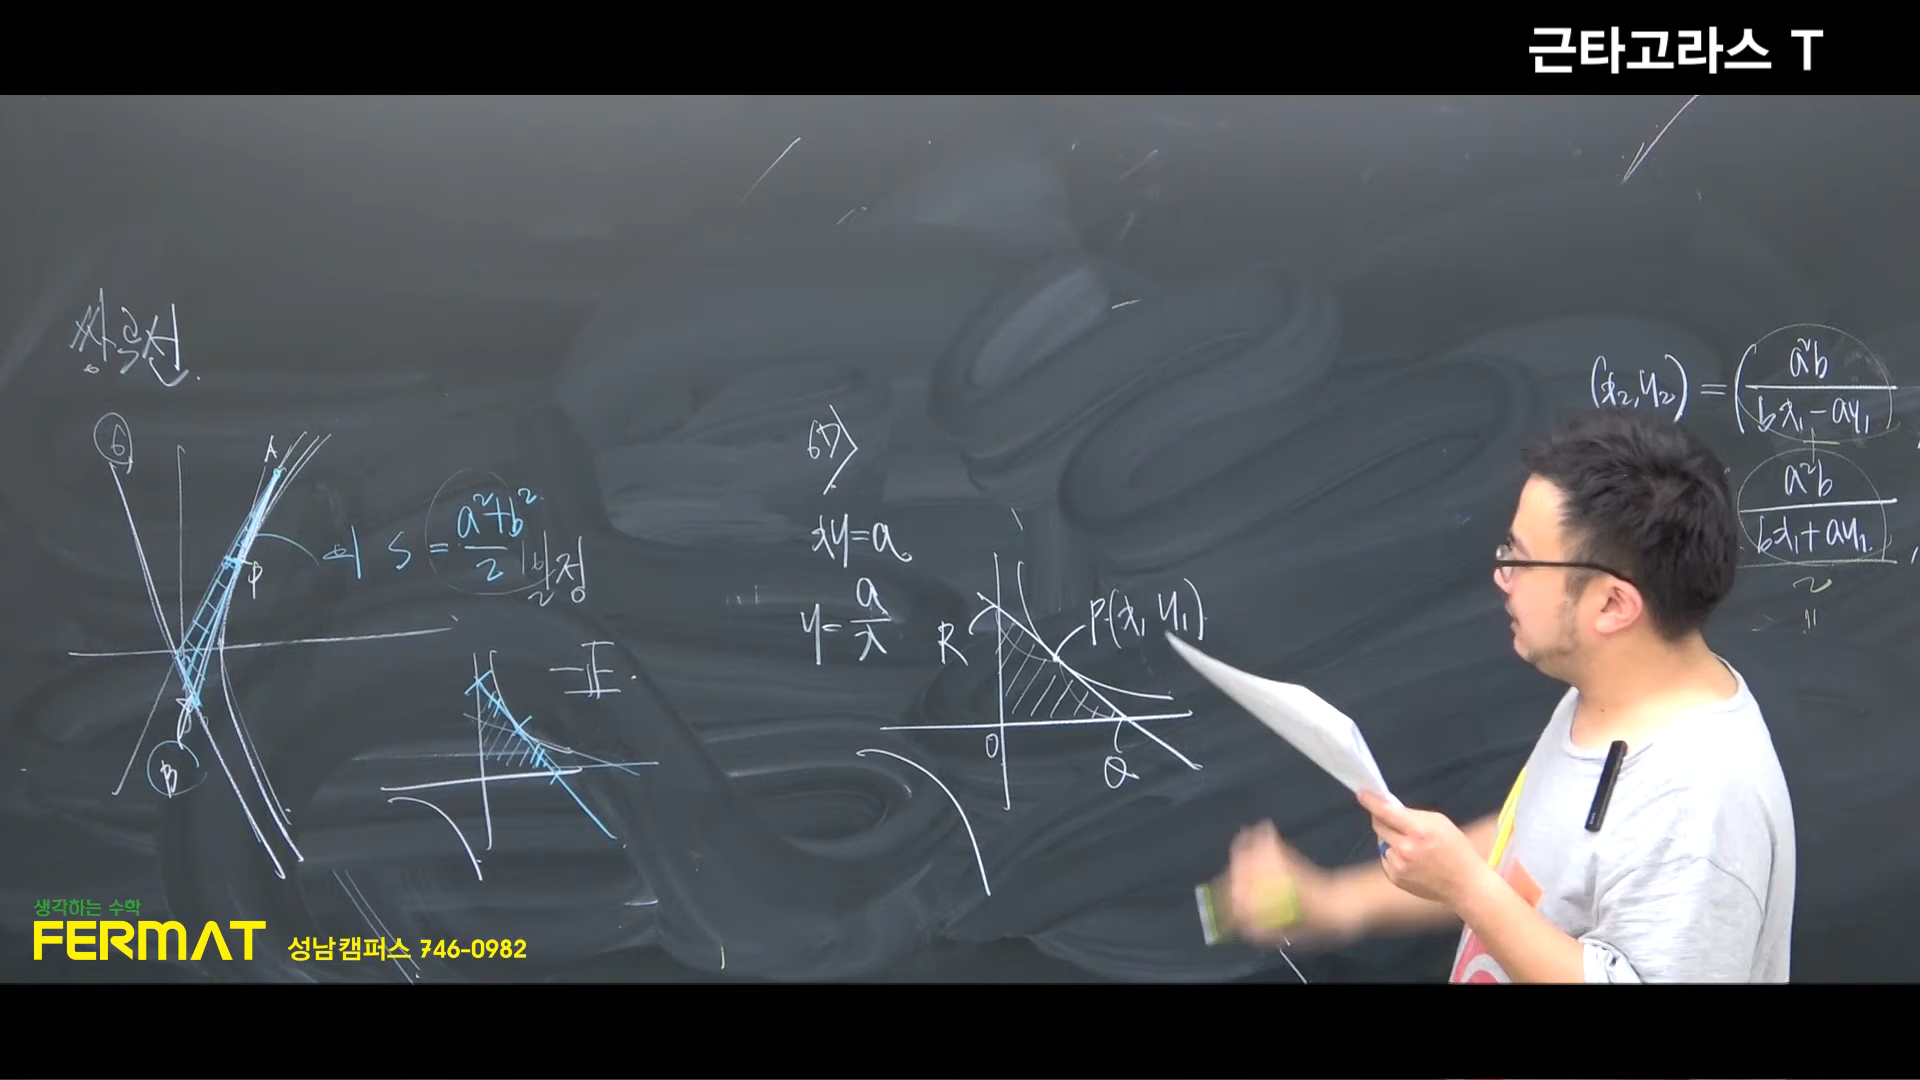 근타고라스 T
쌍곡선.
6
A
P
B
S = a²+b²/2 일정
一正.
6D>
xy=a
y=a/x
R
P(x₁, y₁)
O
Q
(x₂, y₂) = (a²b/bx₁-ay₁,
a²b/bx₁+ay₁,
2
생각하는 수학
FERMAT 성남캠퍼스 746-0982